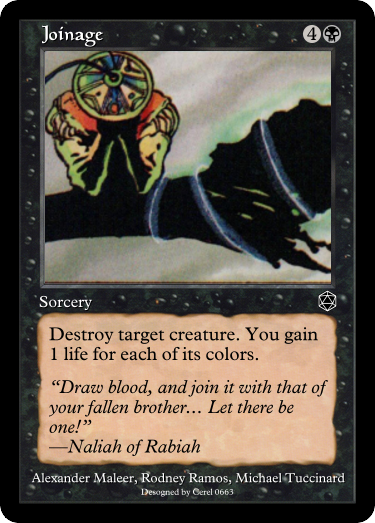 Joinage 4
Sorcery
Destroy target creature. You gain
1 life for each of its colors.
“Draw blood, and join it with that of
your fallen brother… Let there be
one!”
—Naliah of Rabiah
Alexander Maleer, Rodney Ramos, Michael Tuccinard
Desogned by Cerel 0663